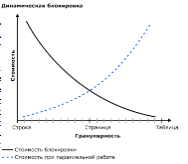 Динамическая блокировка
Стоимость
Строка
Страница
Таблица
Гранулярность
Стоимость блокировки
Стоимость при параллельной работе